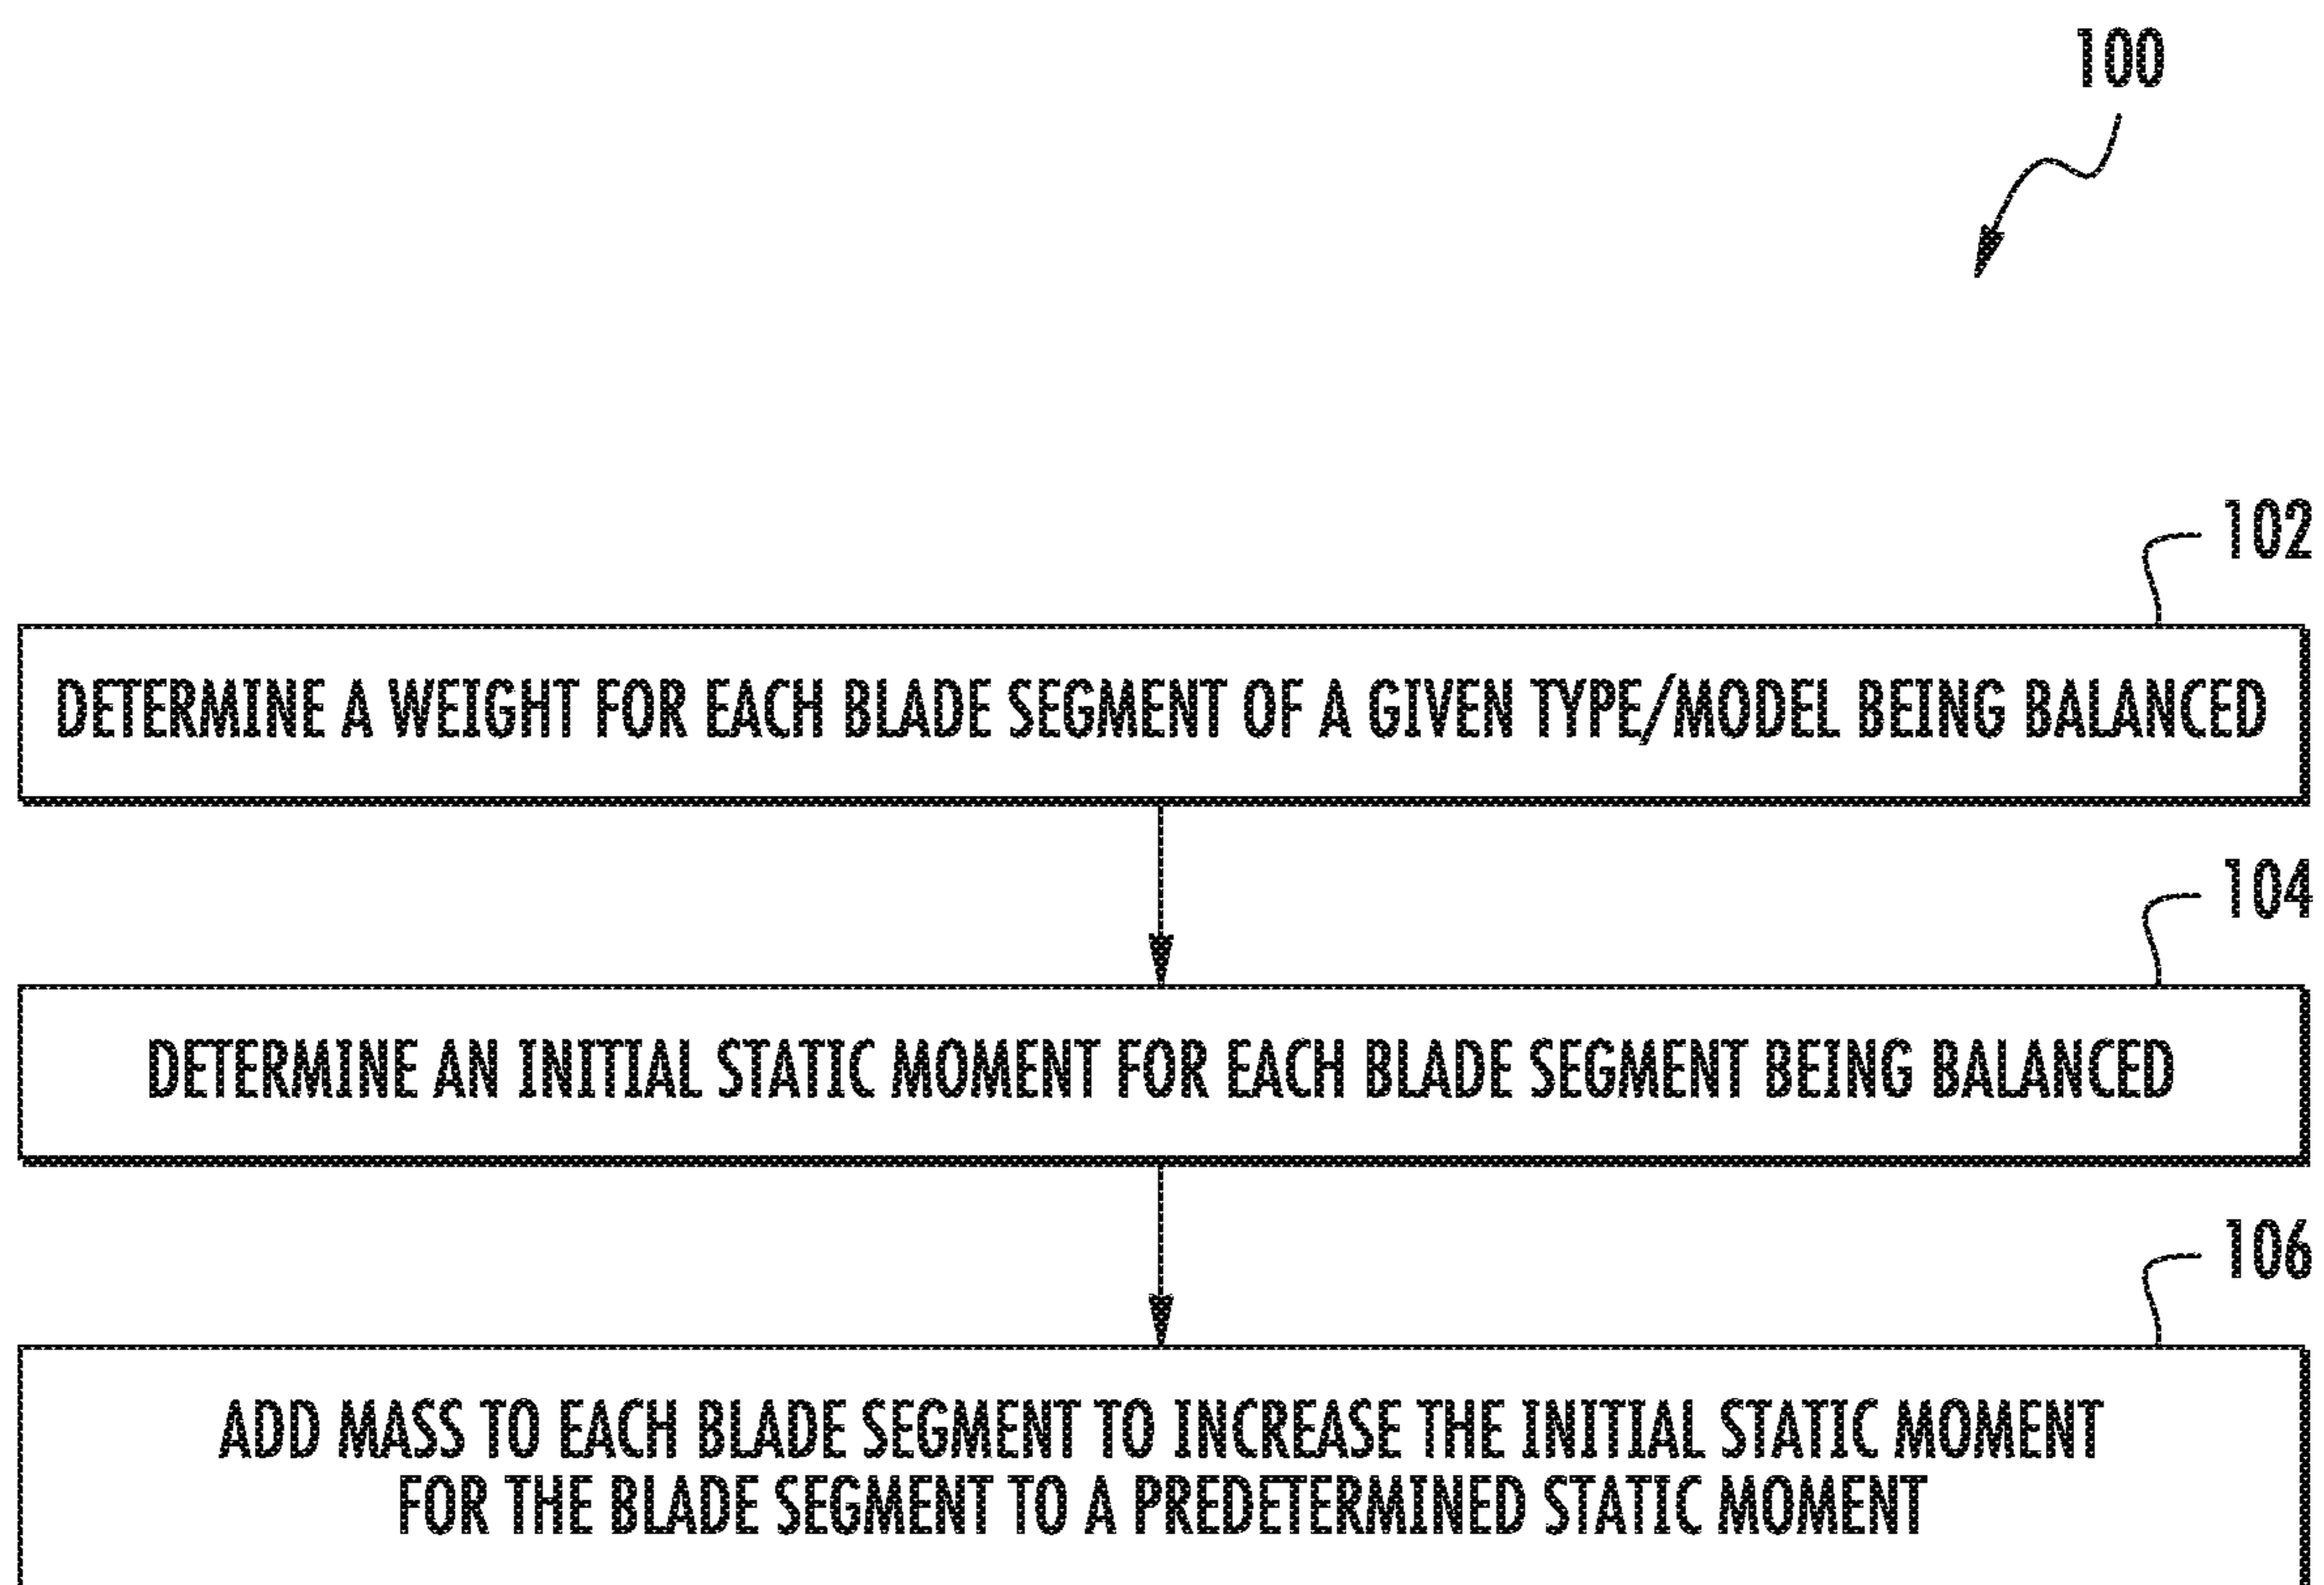 100
102
DETERMINE A WEIGHT FOR EACH BLADE SEGMENT OF A GIVEN TYPE/MODEL BEING BALANCED
104
DETERMINE AN INITIAL STATIC MOMENT FOR EACH BLADE SEGMENT BEING BALANCED
106
ADD MASS TO EACH BLADE SEGMENT TO INCREASE THE INITIAL STATIC MOMENT
FOR THE BLADE SEGMENT TO A PREDETERMINED STATIC MOMENT